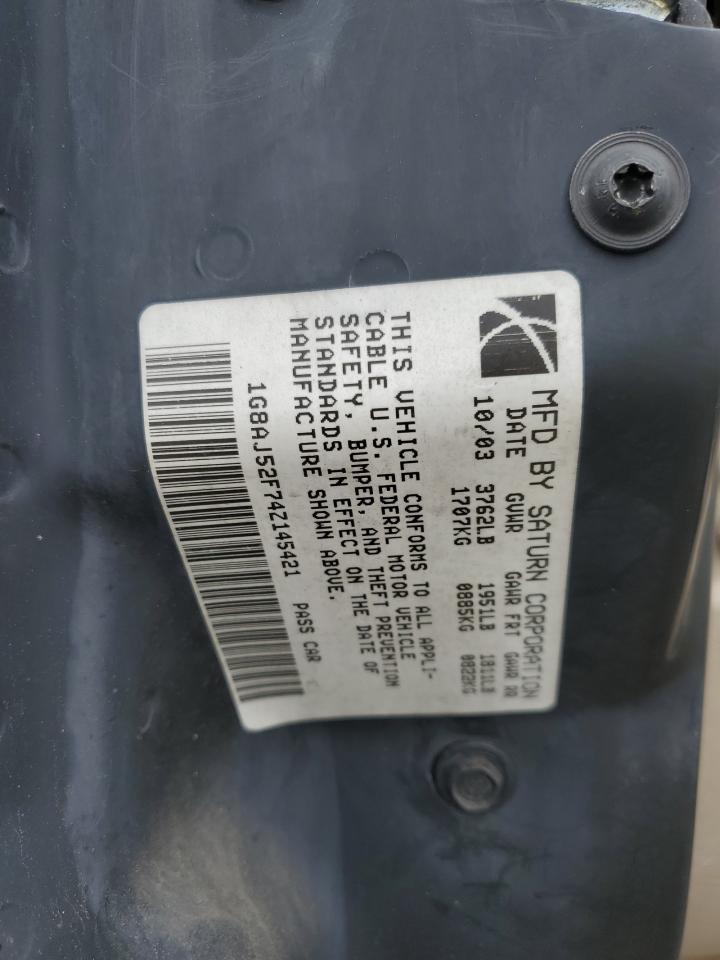 MFD BY SATURN CORPORATION
DATE GVWR GAWR FRT GAWR RR
10/03 3762LB 1951LB 1811LB
1707KG 0885KG 0822KG
THIS VEHICLE CONFORMS TO ALL APPLI-
CABLE U.S. FEDERAL MOTOR VEHICLE
SAFETY, BUMPER, AND THEFT PREVENTION
STANDARDS IN EFFECT ON THE DATE OF
MANUFACTURE SHOWN ABOVE.
1G8AJ52F74Z145421 PASS CAR